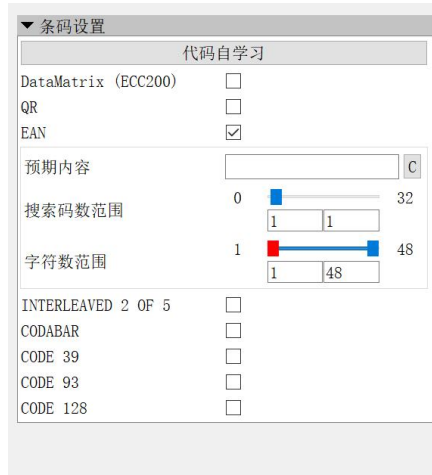 条码设置
代码自学习
DataMatrix (ECC200)
QR
EAN
预期内容 C
搜索码数范围 0 32
1 1
字符数范围 1 48
1 48
INTERLEAVED 2 OF 5
CODABAR
CODE 39
CODE 93
CODE 128